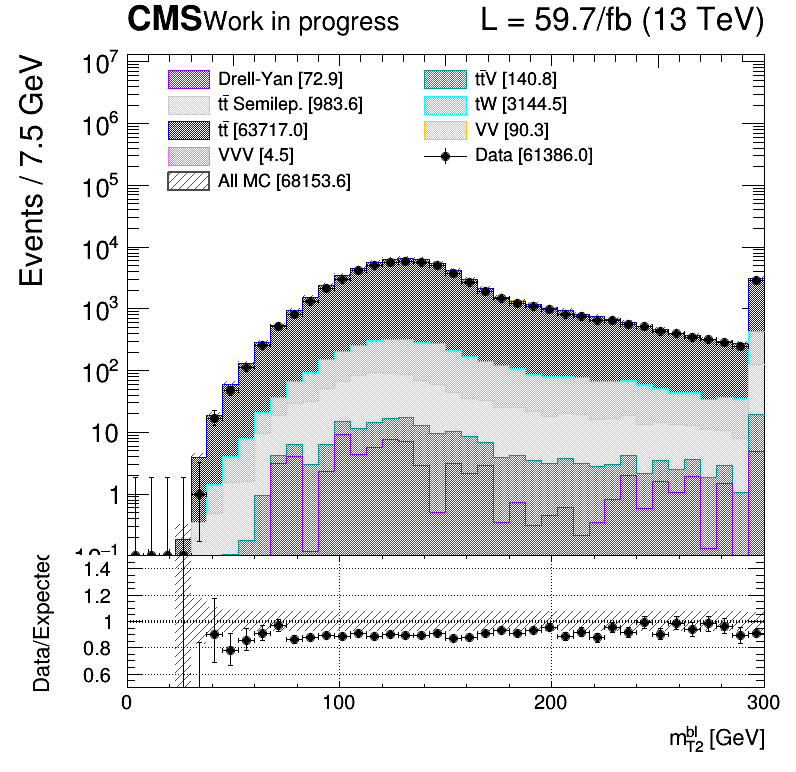 CMS Work in progress L = 59.7/fb (13 TeV)
Events / 7.5 GeV
10⁷
10⁶
10⁵
10⁴
10³
10²
10
1
10⁻¹
Drell-Yan [72.9]
tt̄ Semilep. [983.6]
tt̄ [63717.0]
VVV [4.5]
All MC [68153.6]
tt̄V [140.8]
tW [3144.5]
VV [90.3]
Data [61386.0]
Data/Expected
1.4
1.2
1
0.8
0.6
0 100 200 300
m_{T2}^{bl} [GeV]